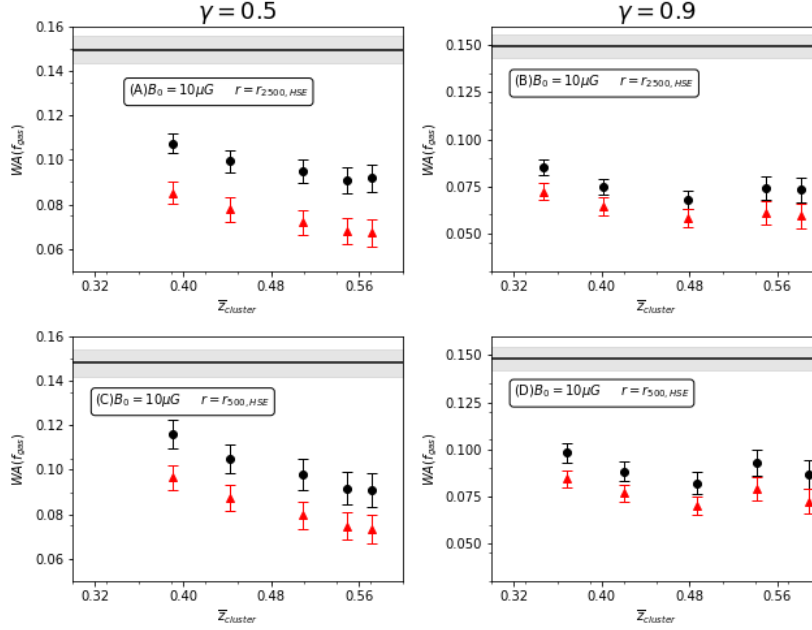 γ = 0.5
γ = 0.9
0.16
0.14
0.12
0.10
0.08
0.06
WA(f_gas)
(A)B₀ = 10μG r = r₂₅₀₀,HSE
0.32 0.40 0.48 0.56
z̅_cluster
0.150
0.125
0.100
0.075
0.050
WA(f_gas)
(B)B₀ = 10μG r = r₂₅₀₀,HSE
0.32 0.40 0.48 0.56
z̅_cluster
0.16
0.14
0.12
0.10
0.08
0.06
WA(f_gas)
(C)B₀ = 10μG r = r₅₀₀,HSE
0.32 0.40 0.48 0.56
z̅_cluster
0.150
0.125
0.100
0.075
0.050
WA(f_gas)
(D)B₀ = 10μG r = r₅₀₀,HSE
0.32 0.40 0.48 0.56
z̅_cluster